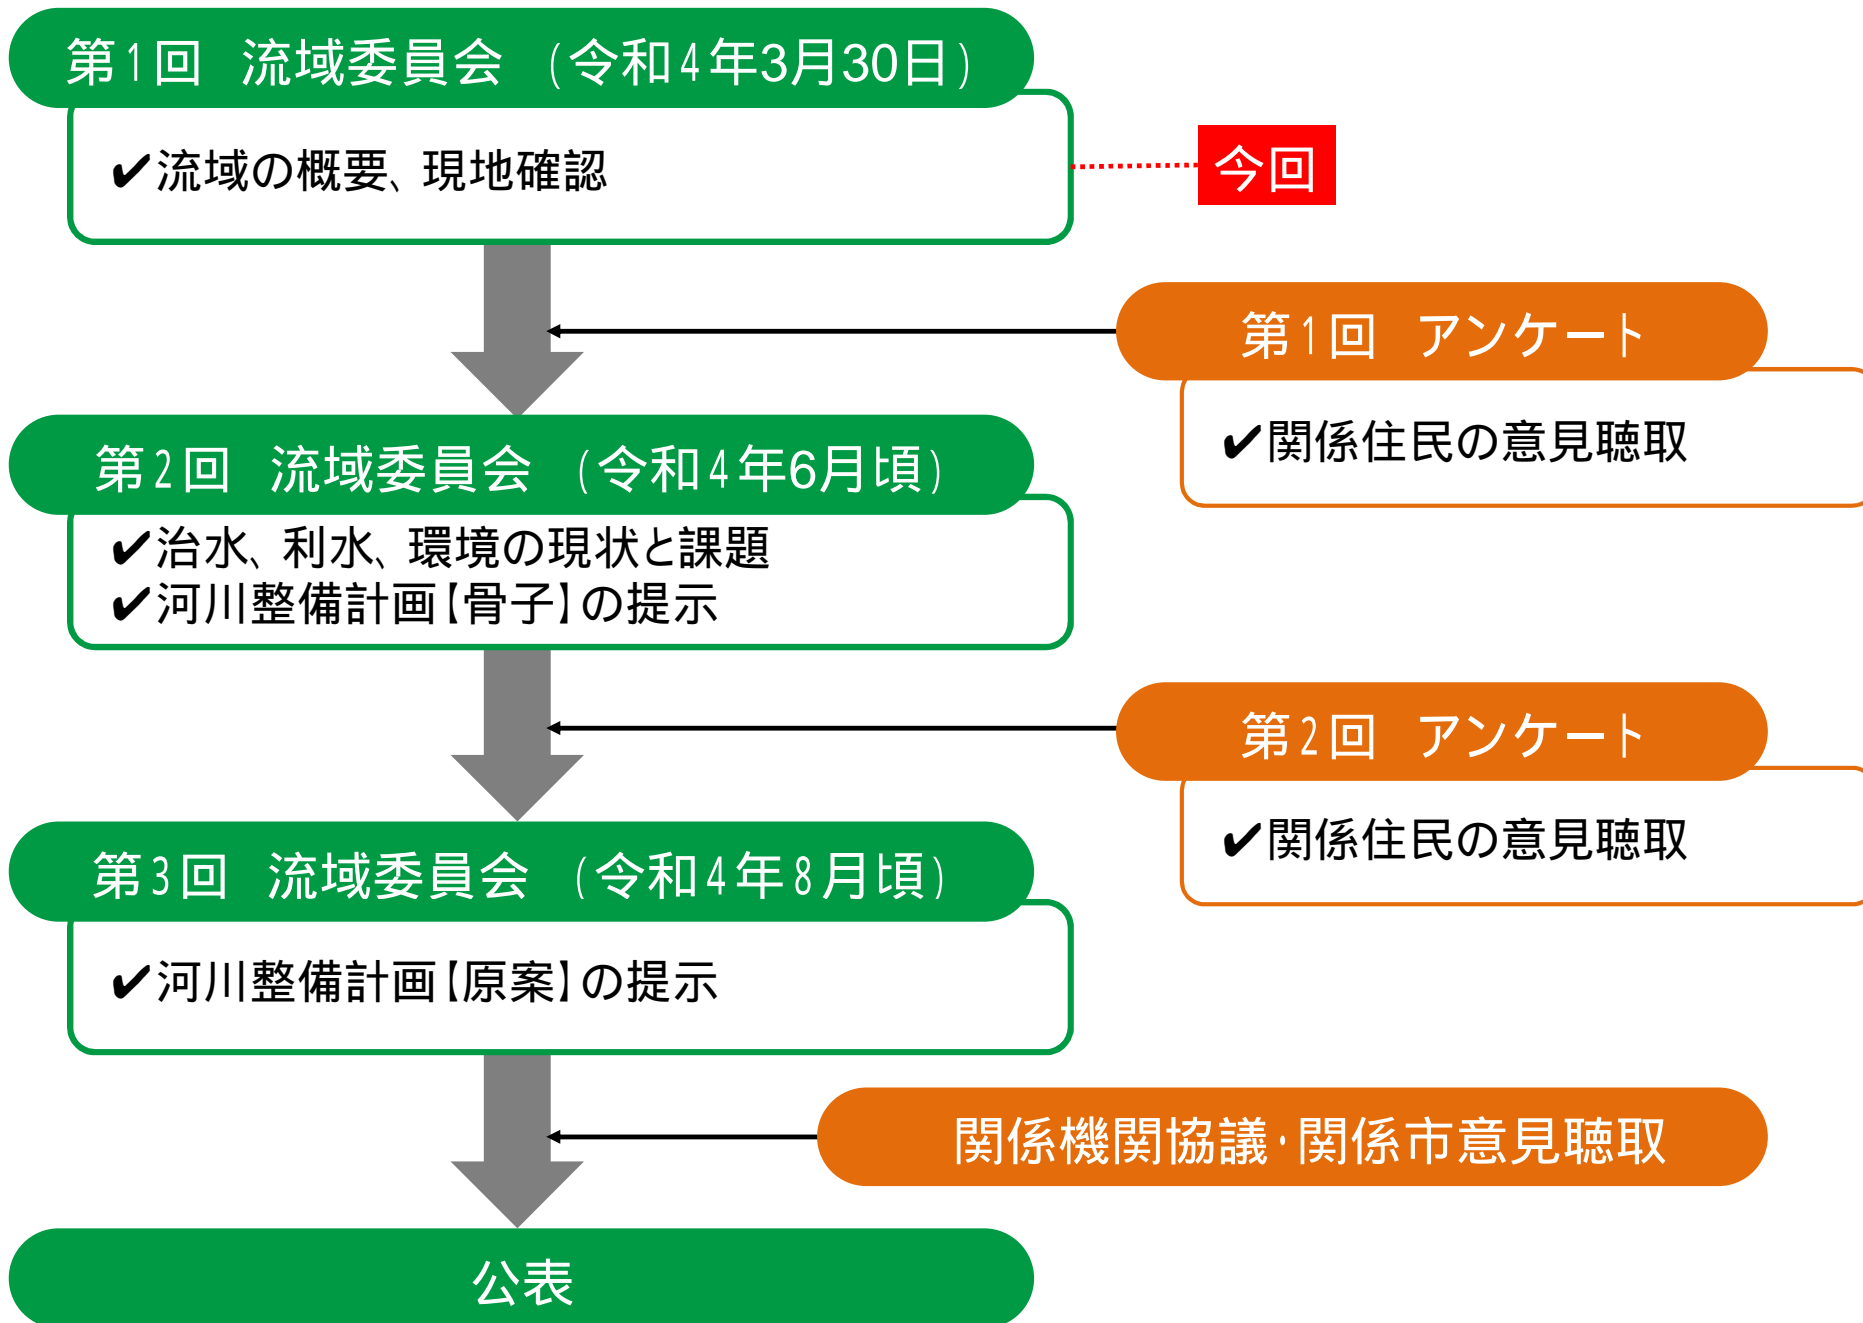 第1回　流域委員会（令和4年3月30日）
✔流域の概要、現地確認
今回
第1回　アンケート
✔関係住民の意見聴取
第2回　流域委員会（令和4年6月頃）
✔治水、利水、環境の現状と課題
✔河川整備計画【骨子】の提示
第2回　アンケート
✔関係住民の意見聴取
第3回　流域委員会（令和4年8月頃）
✔河川整備計画【原案】の提示
関係機関協議・関係市意見聴取
公表